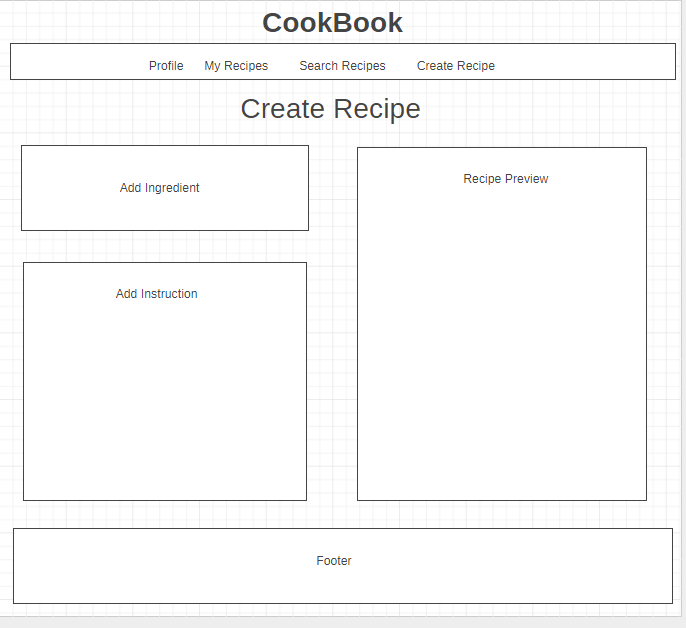 CookBook
Profile My Recipes Search Recipes Create Recipe
Create Recipe
Add Ingredient
Add Instruction
Recipe Preview
Footer